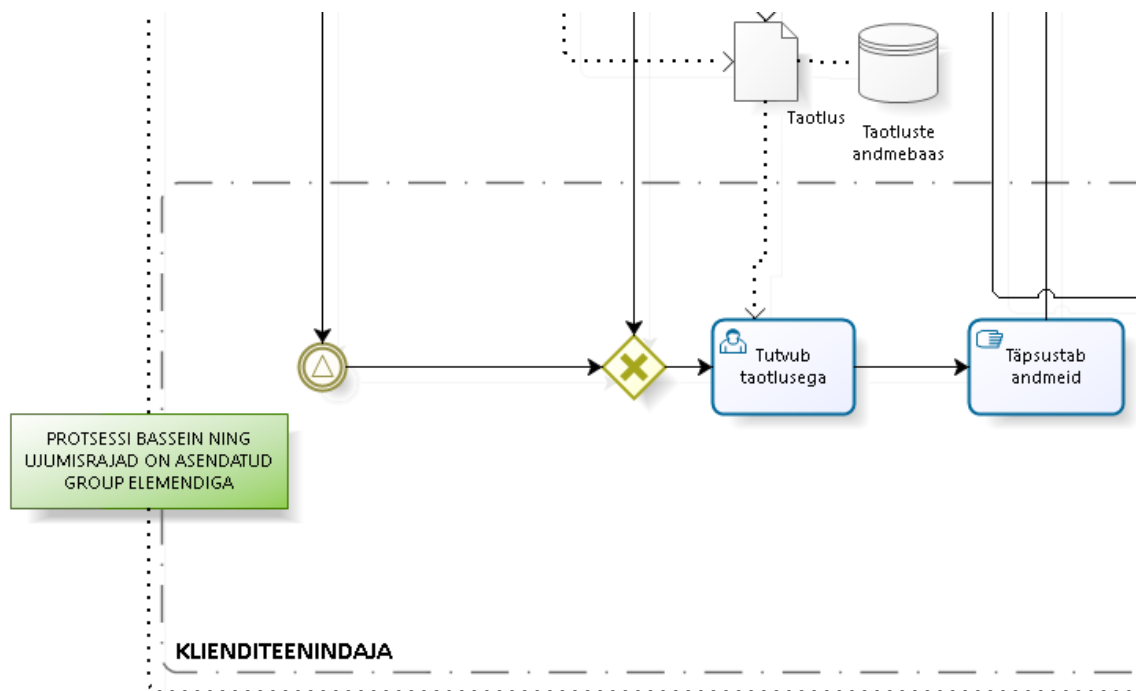 Taotlus
Taotluste
andmebaas
Tutvub
taotlusega
Täpsustab
andmeid
PROTSESSI BASSEIN NING
UJUMISRAJAD ON ASENDATUD
GROUP ELEMENDIGA
KLIENDITEENINDAJA